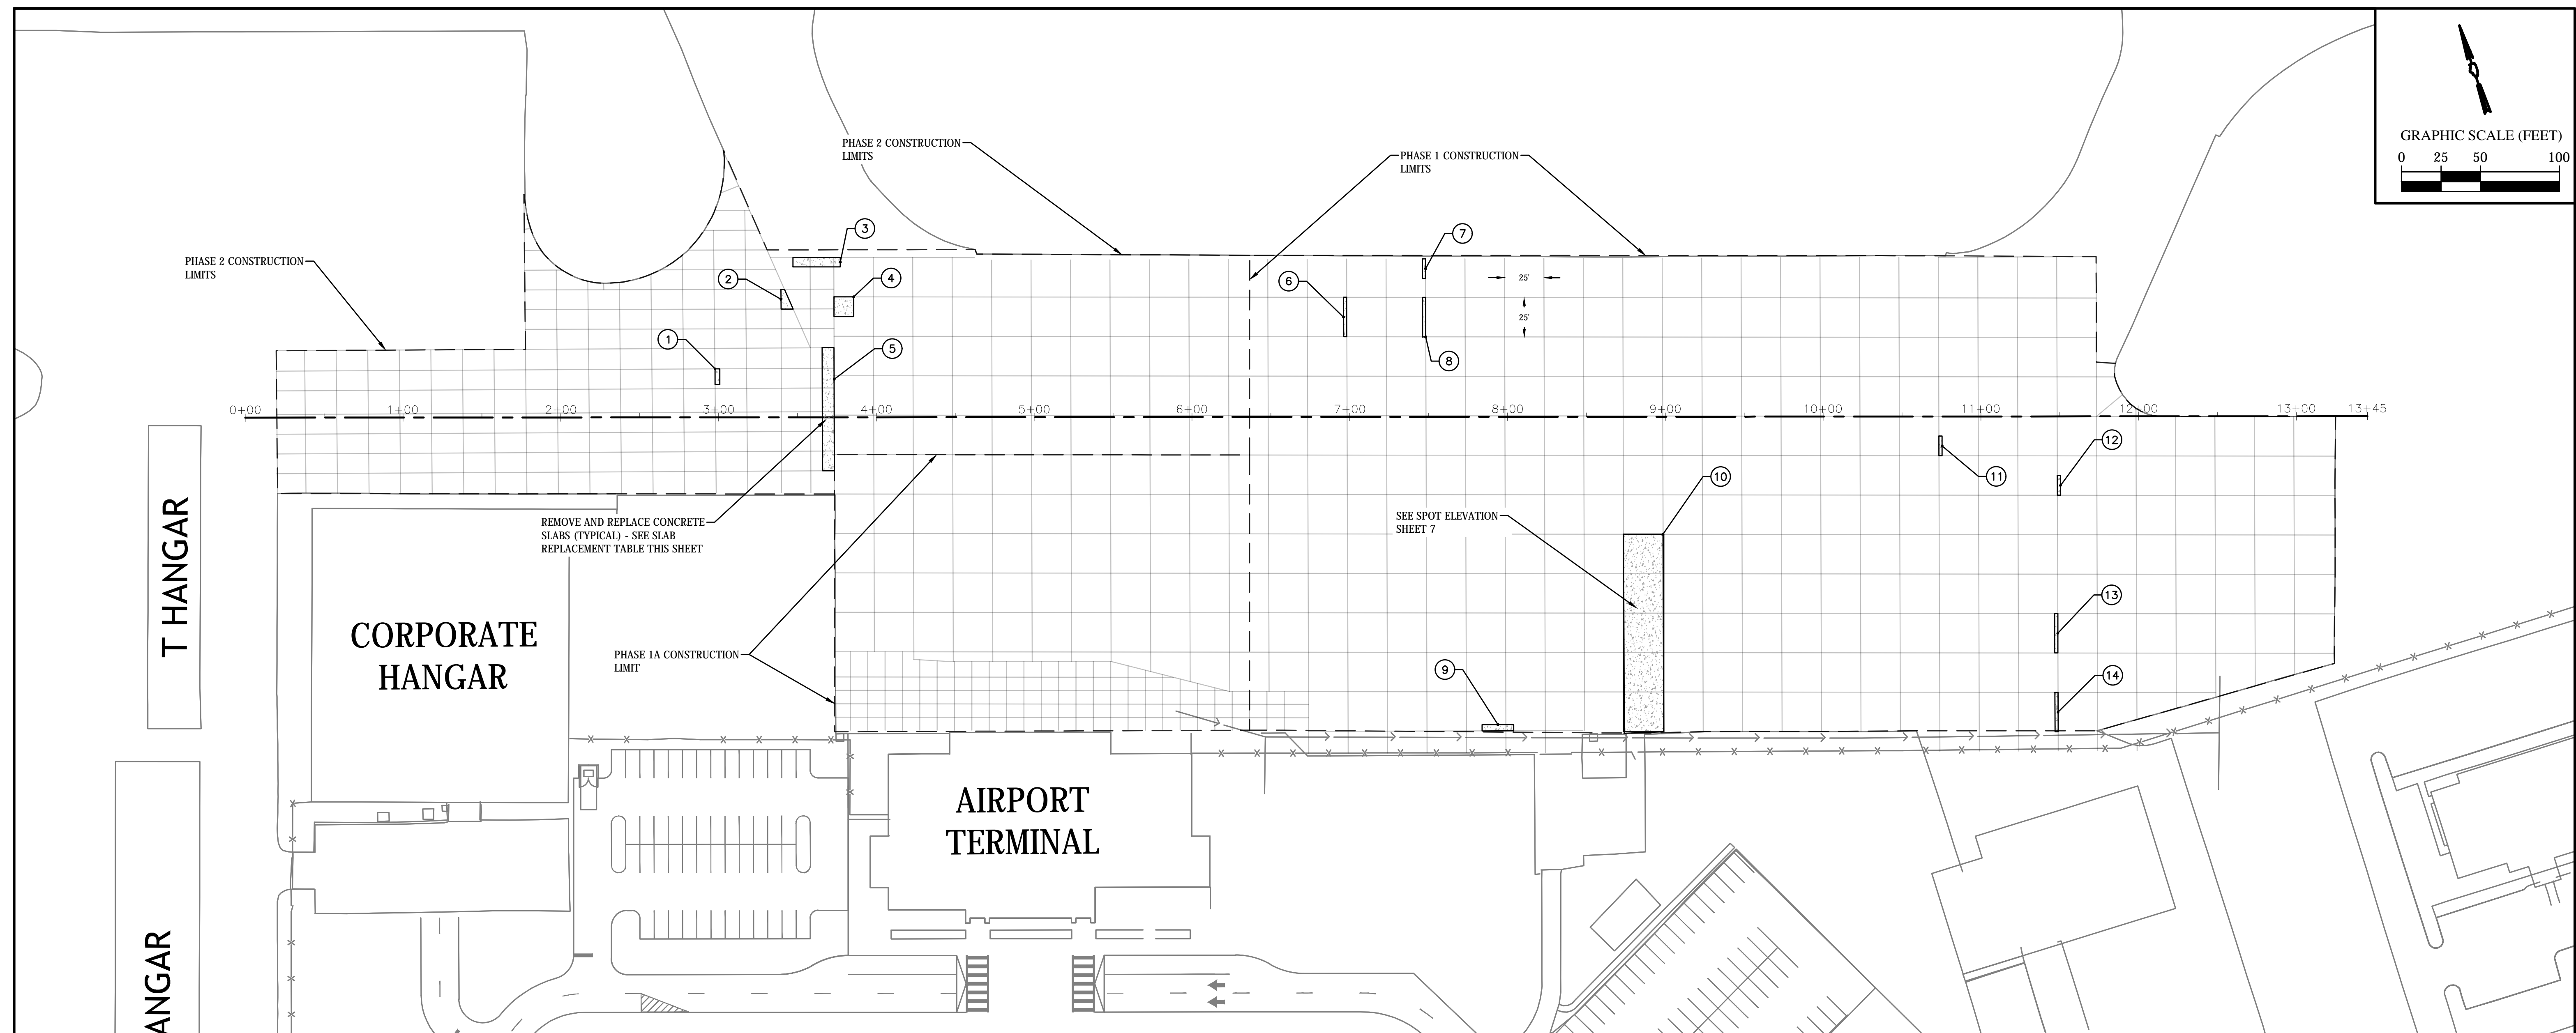 GRAPHIC SCALE (FEET)
0 25 50 100
PHASE 2 CONSTRUCTION
LIMITS
PHASE 1 CONSTRUCTION
LIMITS
PHASE 2 CONSTRUCTION
LIMITS
3
7
2
4
6
25'
25'
1
5
8
0+00 1+00 2+00 3+00 4+00 5+00 6+00 7+00 8+00 9+00 10+00 11+00 12+00 13+00 13+45
12
11
10
REMOVE AND REPLACE CONCRETE
SLABS (TYPICAL) - SEE SLAB
REPLACEMENT TABLE THIS SHEET
SEE SPOT ELEVATION
SHEET 7
T HANGAR
CORPORATE
HANGAR
PHASE 1A CONSTRUCTION
LIMIT
13
9
14
AIRPORT
TERMINAL
ANGAR